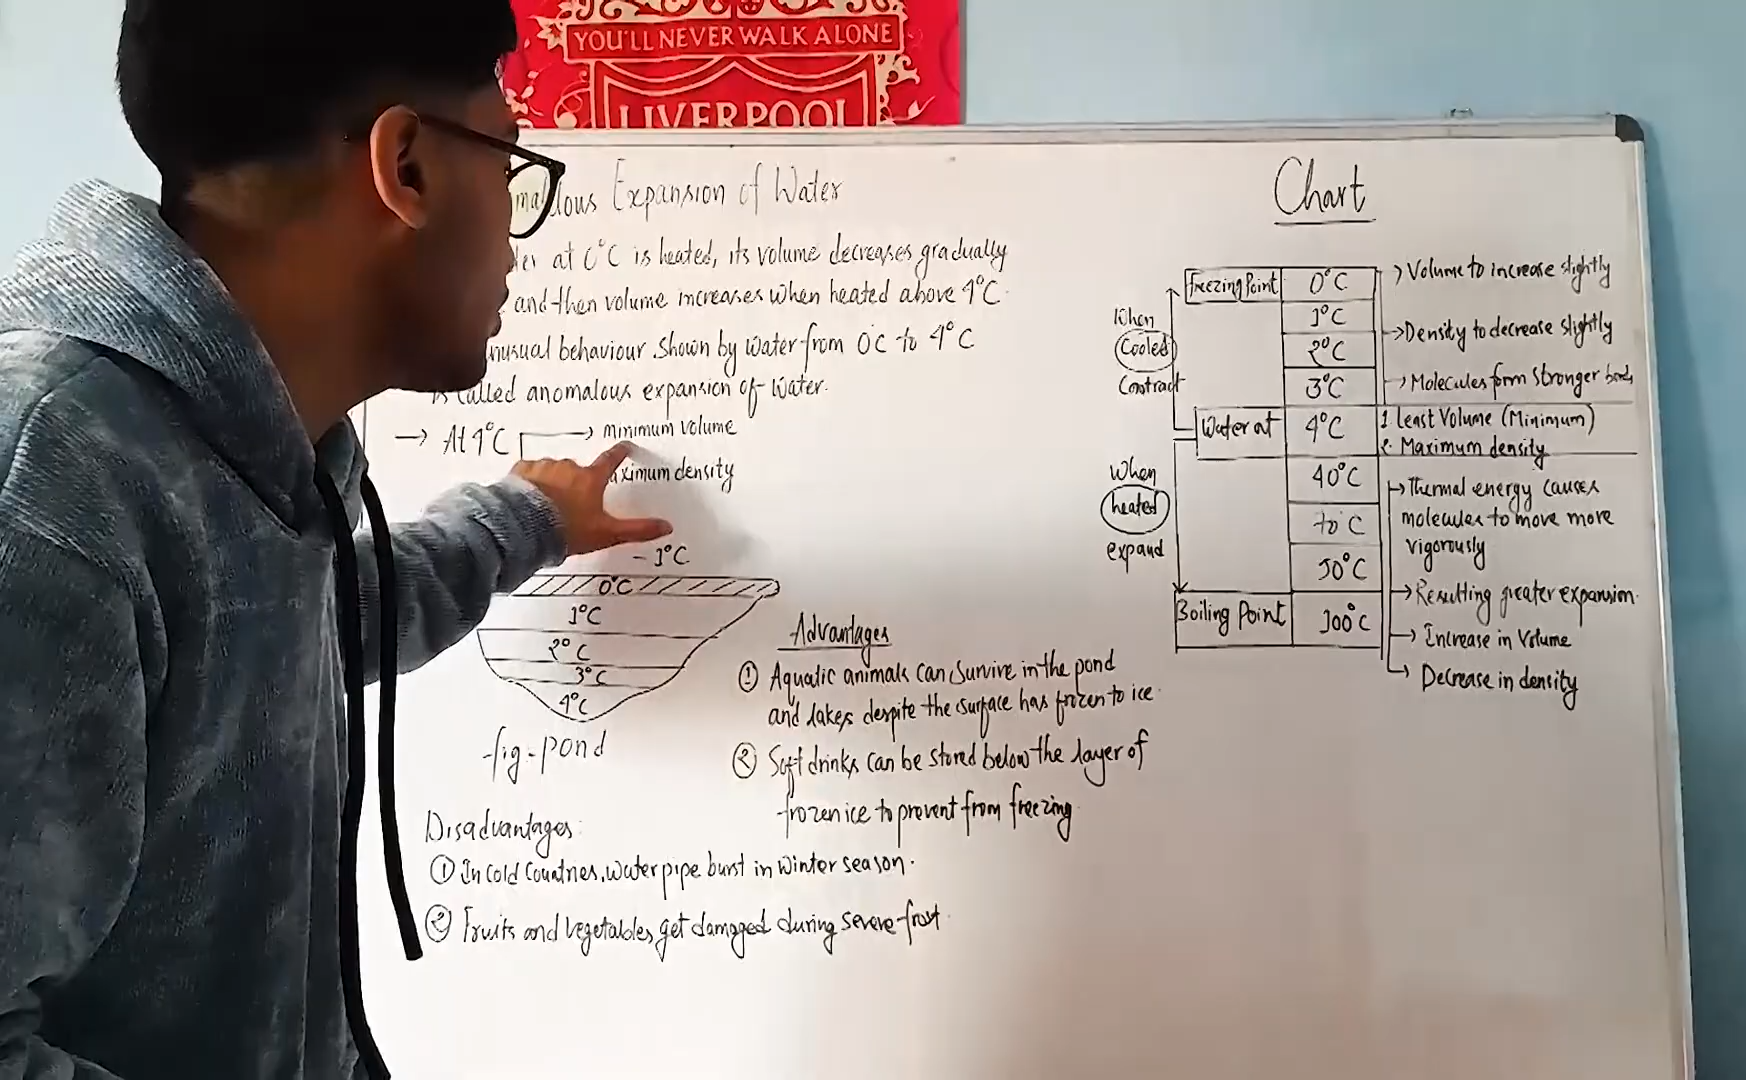 YOU'LL NEVER WALK ALONE
LIVERPOOL
Expansion of Water
at 0°C is heated, its volume decreases gradually
and then volume increases when heated above 4°C.
behaviour shown by water from 0°C to 4°C
is called anomalous expansion of water.
→ At 4°C → minimum volume
density
-1°C
0°C
1°C
2°C
3°C
4°C
fig-pond
Advantages
① Aquatic animals can survive in the pond
and lakes despite the surface has frozen to ice
② Soft drinks can be stored below the layer of
frozen ice to prevent from freezing
Disadvantages:
① In cold countries, water pipe burst in winter season.
② Fruits and vegetables get damaged during severe frost
Chart
Freezing Point 0°C
1°C
2°C
3°C
Water at 4°C
40°C
70°C
50°C
Boiling Point 100°C
When
Cooled
Contract
When
heated
expand
→ Volume to increase slightly
→ Density to decrease slightly
→ Molecules form stronger bonds
1. Least Volume (Minimum)
2. Maximum density
→ Thermal energy causes
molecules to move more
vigorously
→ Resulting greater expansion.
→ Increase in Volume
→ Decrease in density